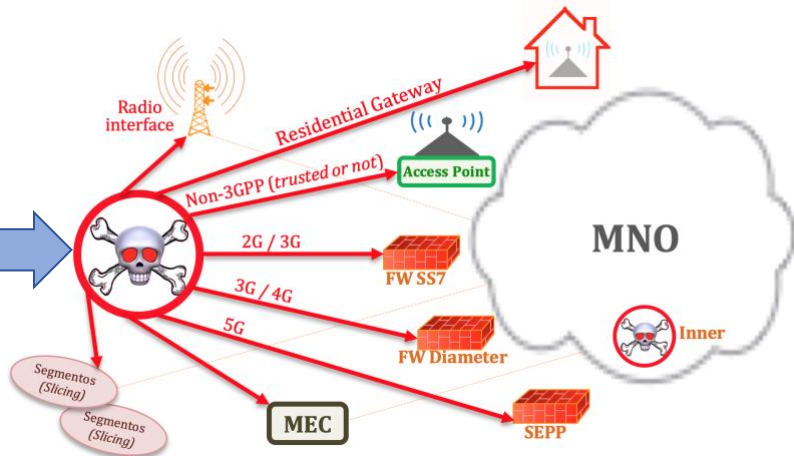 Radio
interface
Residential Gateway
Non-3GPP (trusted or not)
Access Point
2G / 3G
FW SS7
MNO
3G / 4G
FW Diameter
Inner
5G
SEPP
Segmentos
(Slicing)
Segmentos
(Slicing)
MEC